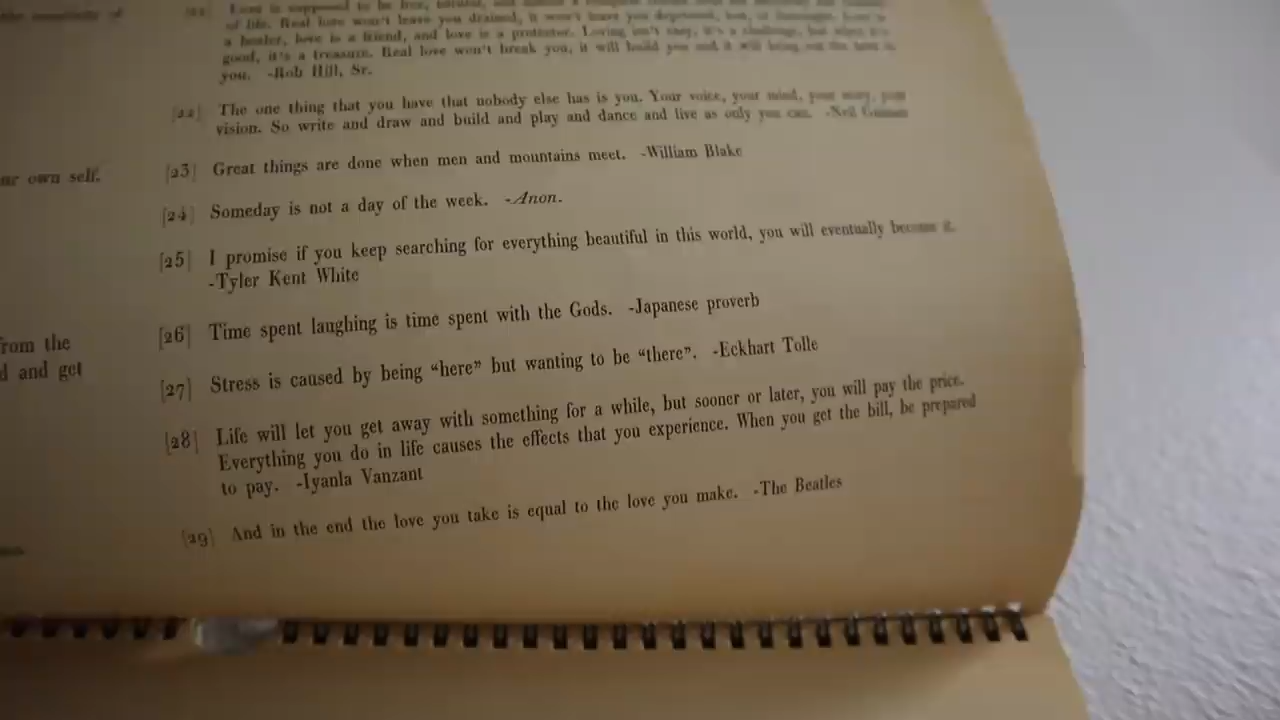 the
of life. Real love won't leave you drained, it won't leave you depressed,
a healer, love is a friend, and love is a protector. Loving isn't easy, it's a challenge, but when it's
good, it's a treasure. Real love won't break you, it will build you and it will bring out the best in
you. -Rob Hill, Sr.
[22] The one thing that you have that nobody else has is you. Your voice, your mind, your story, your
vision. So write and draw and build and play and dance and live as only you can. -Neil Gaiman
own self.
[23] Great things are done when men and mountains meet. -William Blake
[24] Someday is not a day of the week. -Anon.
[25] I promise if you keep searching for everything beautiful in this world, you will eventually become it.
-Tyler Kent White
from the
[26] Time spent laughing is time spent with the Gods. -Japanese proverb
and get
[27] Stress is caused by being “here” but wanting to be “there”. -Eckhart Tolle
[28] Life will let you get away with something for a while, but sooner or later, you will pay the price.
Everything you do in life causes the effects that you experience. When you get the bill, be prepared
to pay. -Iyanla Vanzant
[29] And in the end the love you take is equal to the love you make. -The Beatles